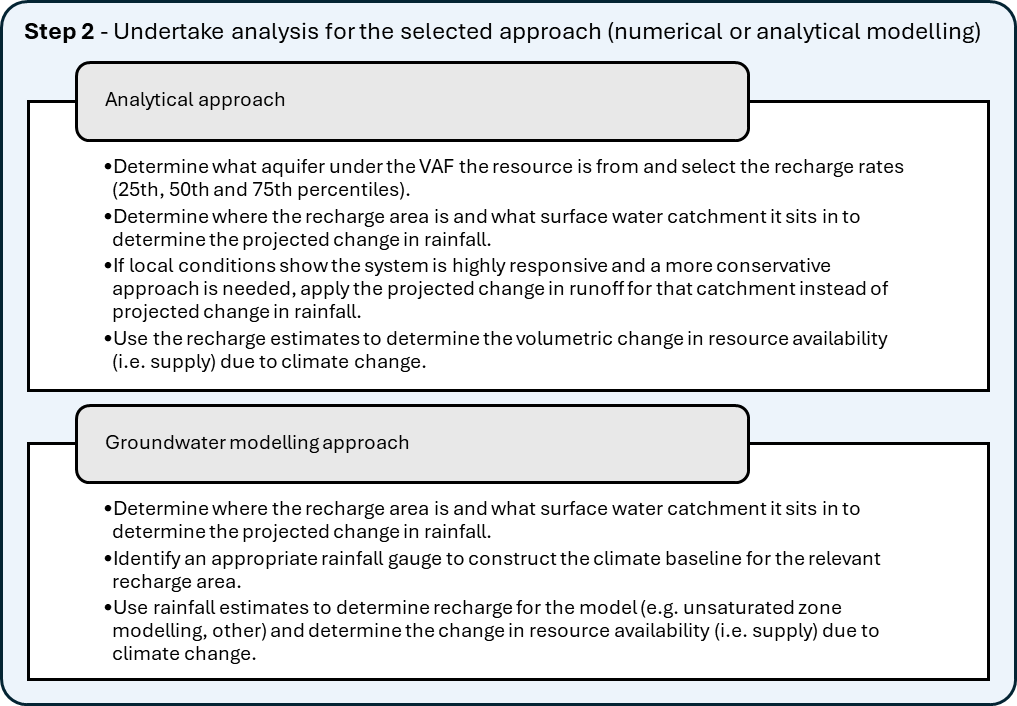 Step 2 - Undertake analysis for the selected approach (numerical or analytical modelling)
Analytical approach
•Determine what aquifer under the VAF the resource is from and select the recharge rates
(25th, 50th and 75th percentiles).
•Determine where the recharge area is and what surface water catchment it sits in to
determine the projected change in rainfall.
•If local conditions show the system is highly responsive and a more conservative
approach is needed, apply the projected change in runoff for that catchment instead of
projected change in rainfall.
•Use the recharge estimates to determine the volumetric change in resource availability
(i.e. supply) due to climate change.
Groundwater modelling approach
•Determine where the recharge area is and what surface water catchment it sits in to
determine the projected change in rainfall.
•Identify an appropriate rainfall gauge to construct the climate baseline for the relevant
recharge area.
•Use rainfall estimates to determine recharge for the model (e.g. unsaturated zone
modelling, other) and determine the change in resource availability (i.e. supply) due to
climate change.